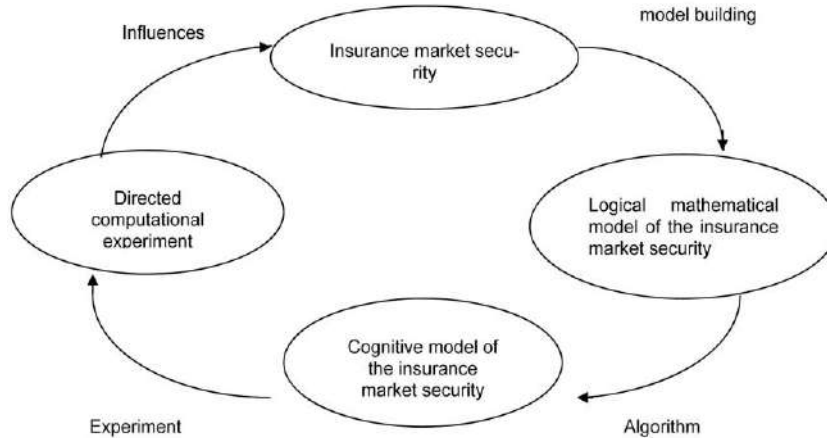 Influences
model building
Insurance market secu-
rity
Directed
computational
experiment
Logical mathematical
model of the insurance
market security
Cognitive model of
the insurance
market security
Experiment
Algorithm